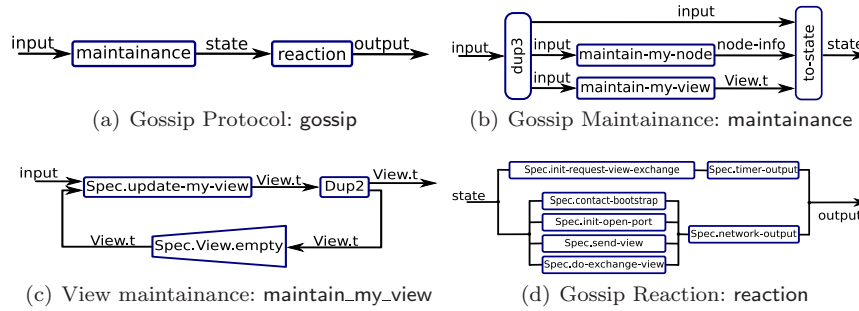 input maintainance state reaction output
(a) Gossip Protocol: gossip
input
input dup3 input maintain-my-node node-info to-state state
input maintain-my-view View.t
(b) Gossip Maintainance: maintainance
input Spec.update-my-view View.t Dup2 View.t
View.t Spec.View.empty View.t
(c) View maintainance: maintain_my_view
Spec.init-request-view-exchange Spec.timer-output
state Spec.contact-bootstrap output
Spec.init-open-port
Spec.send-view Spec.network-output
Spec.do-exchange-view
(d) Gossip Reaction: reaction